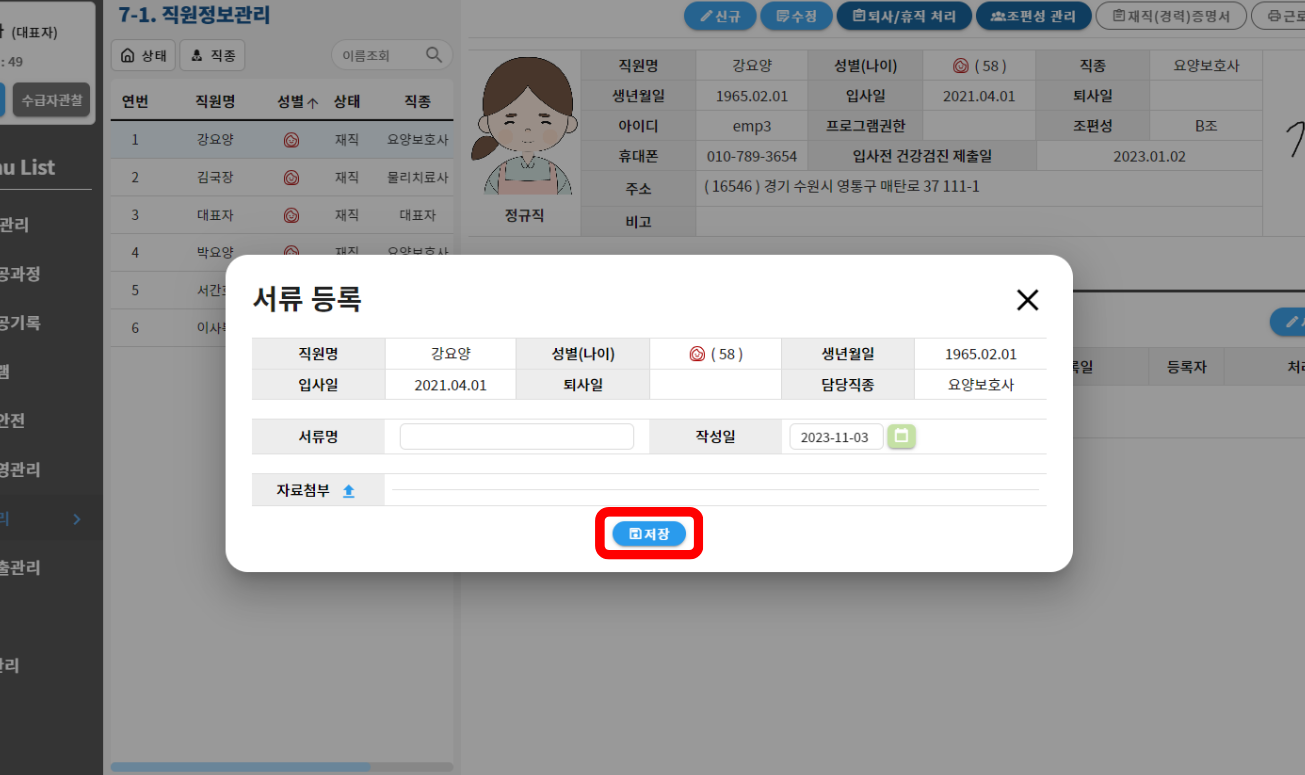 (대표자)
: 49
수급자관찰
nu List
관리
공과정
공기록
램
안전
영관리
리
출관리
관리
7-1. 직원정보관리
상태 직종 이름조회
연번 직원명 성별 상태 직종
1 강요양 재직 요양보호사
2 김국장 재직 물리치료사
3 대표자 재직 대표자
4 박요양 재직 요양보호사
5 서간
6 이사
신규 수정 퇴사/휴직 처리 조편성 관리 재직(경력)증명서 근로
정규직
직원명 강요양 성별(나이) ( 58 ) 직종 요양보호사
생년월일 1965.02.01 입사일 2021.04.01 퇴사일
아이디 emp3 프로그램권한 조편성 B조
휴대폰 010-789-3654 입사전 건강검진 제출일 2023.01.02
주소 ( 16546 ) 경기 수원시 영통구 매탄로 37 111-1
비고
록일 등록자 처리
서류 등록
직원명 강요양 성별(나이) ( 58 ) 생년월일 1965.02.01
입사일 2021.04.01 퇴사일 담당직종 요양보호사
서류명 작성일 2023-11-03
자료첨부
저장